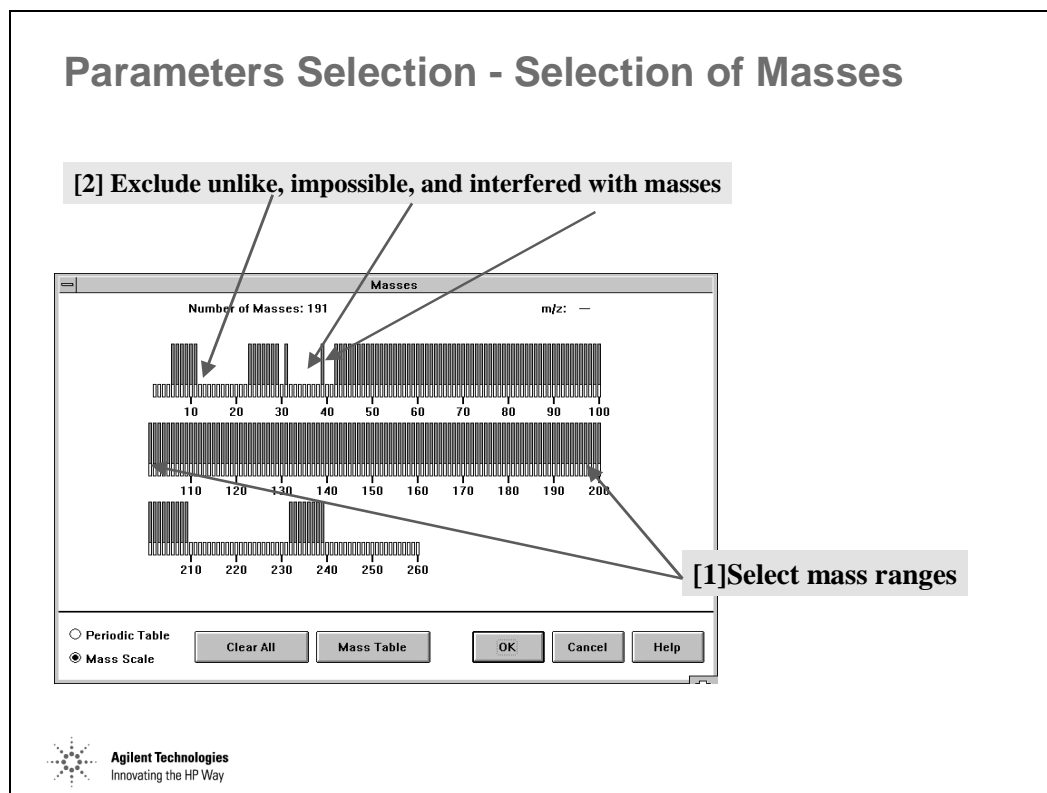 Parameters Selection - Selection of Masses
[2] Exclude unlike, impossible, and interfered with masses
Masses
Number of Masses: 191 m/z: —
10 20 30 40 50 60 70 80 90 100
110 120 130 140 150 160 170 180 190 200
210 220 230 240 250 260
[1]Select mass ranges
Periodic Table
Mass Scale
Clear All Mass Table OK Cancel Help
Agilent Technologies
Innovating the HP Way